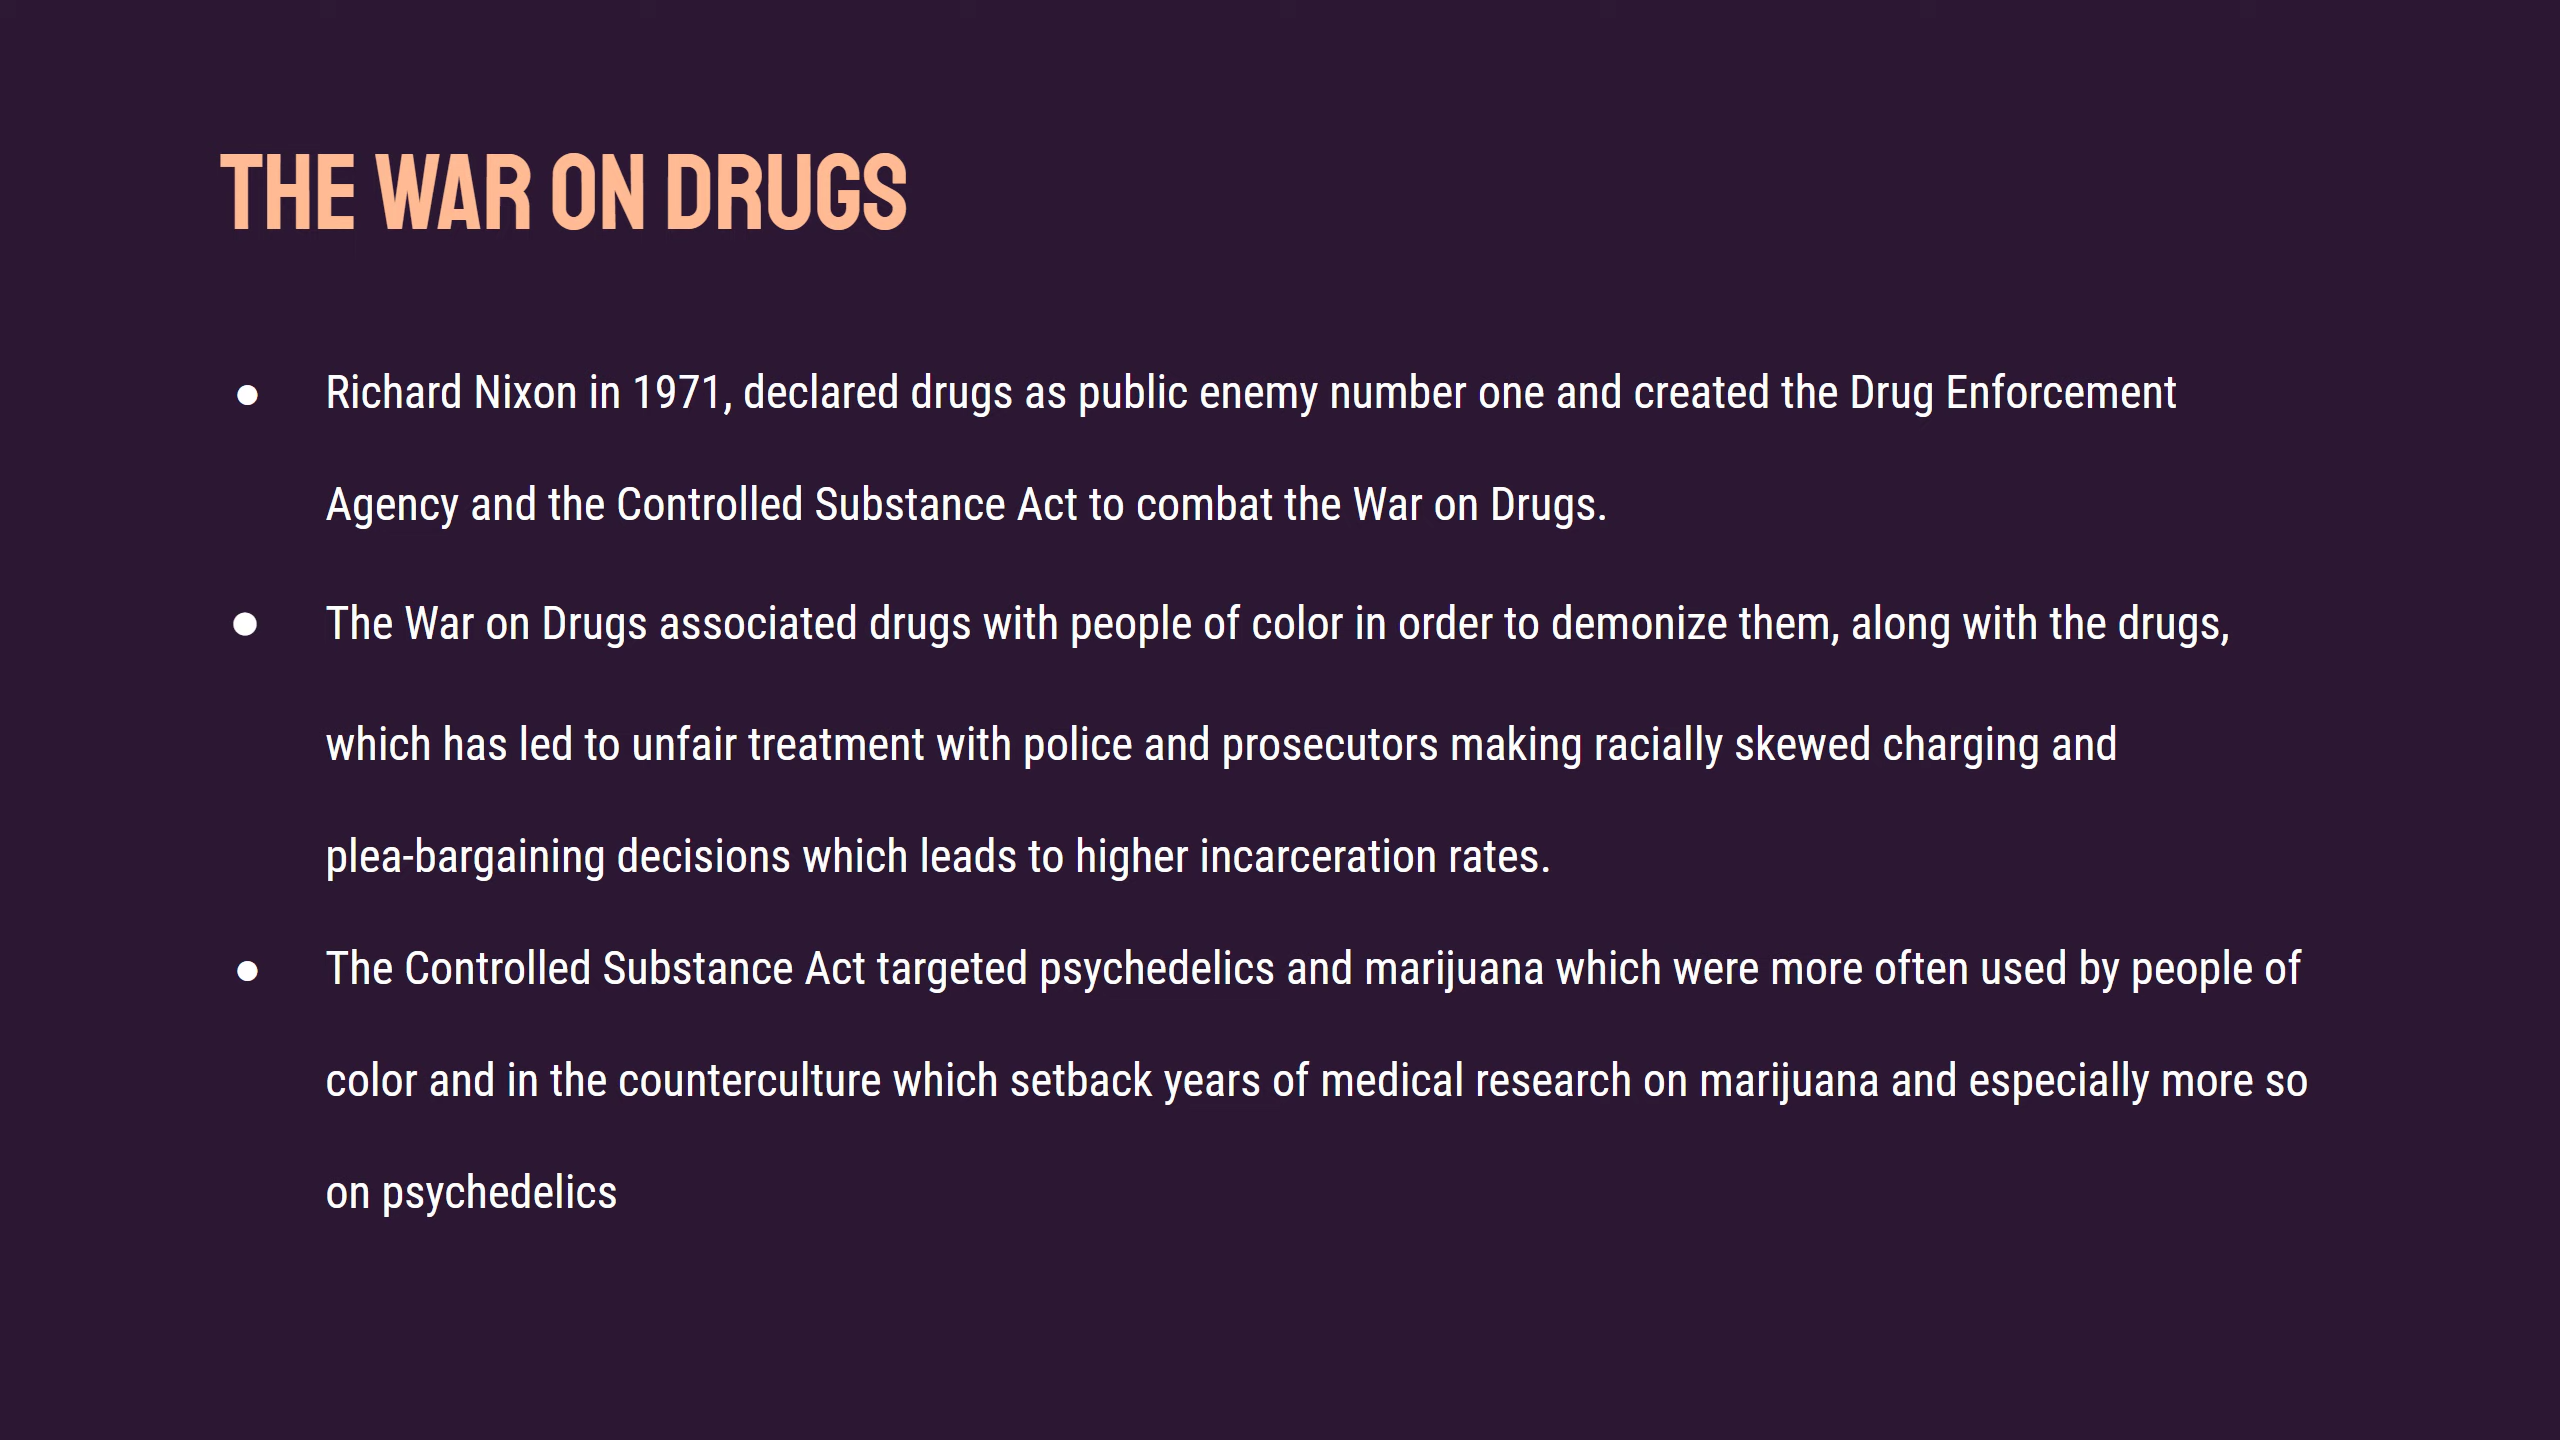 THE WAR ON DRUGS
● Richard Nixon in 1971, declared drugs as public enemy number one and created the Drug Enforcement
Agency and the Controlled Substance Act to combat the War on Drugs.
● The War on Drugs associated drugs with people of color in order to demonize them, along with the drugs,
which has led to unfair treatment with police and prosecutors making racially skewed charging and
plea-bargaining decisions which leads to higher incarceration rates.
● The Controlled Substance Act targeted psychedelics and marijuana which were more often used by people of
color and in the counterculture which setback years of medical research on marijuana and especially more so
on psychedelics